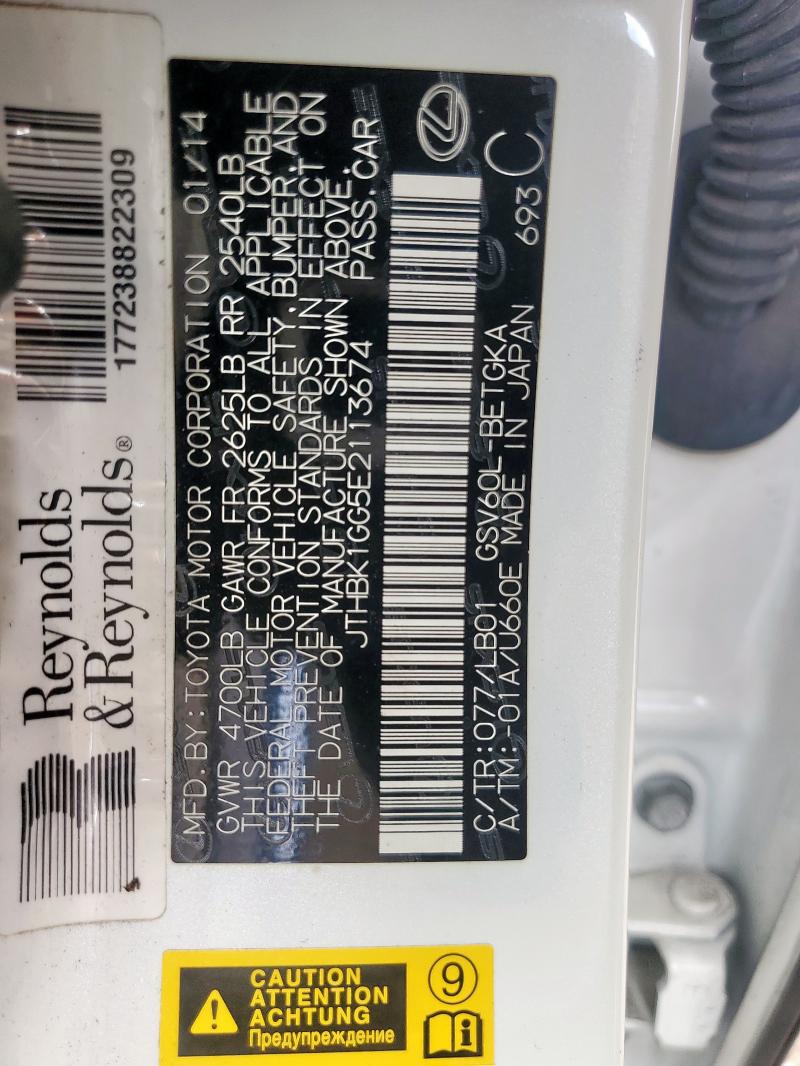 Reynolds
& Reynolds®
17723882 2309
MFD. BY: TOYOTA MOTOR CORPORATION 01/14
GVWR 4700LB GAWR FR 2625LB RR 2540LB
THIS VEHICLE CONFORMS TO ALL APPLICABLE
FEDERAL MOTOR VEHICLE SAFETY, BUMPER, AND
THEFT PREVENTION STANDARDS IN EFFECT ON
THE DATE OF MANUFACTURE SHOWN ABOVE.
JTHBK1GG5E2113674 PASS. CAR
C/TR: 077/LB01 GSV60L-BETGKA
A/TM: -01A/U660E MADE IN JAPAN
693 C
CAUTION
ATTENTION
ACHTUNG
Предупреждение
9